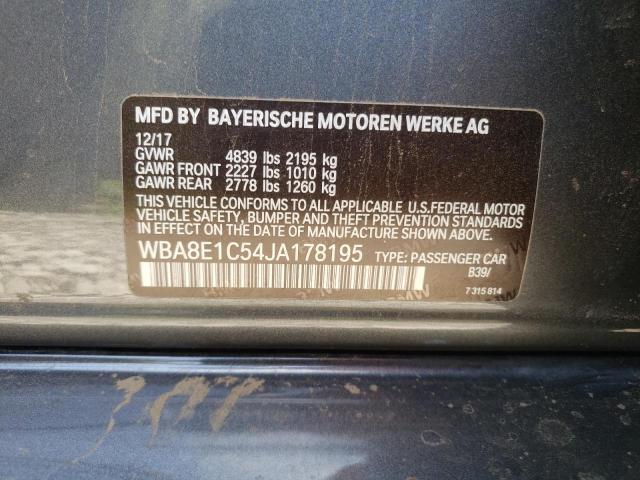 MFD BY BAYERISCHE MOTOREN WERKE AG
12/17
GVWR 4839 lbs 2195 kg
GAWR FRONT 2227 lbs 1010 kg
GAWR REAR 2778 lbs 1260 kg
THIS VEHICLE CONFORMS TO ALL APPLICABLE U.S.FEDERAL MOTOR
VEHICLE SAFETY, BUMPER AND THEFT PREVENTION STANDARDS
IN EFFECT ON THE DATE OF MANUFACTURE SHOWN ABOVE.
WBA8E1C54JA178195 TYPE: PASSENGER CAR
B39/
7 315 814